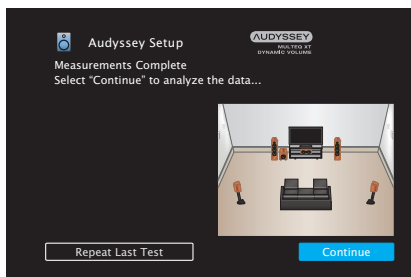 Audyssey Setup
AUDYSSEY
MULTEQ XT
DYNAMIC VOLUME
Measurements Complete
Select “Continue” to analyze the data...
Repeat Last Test
Continue